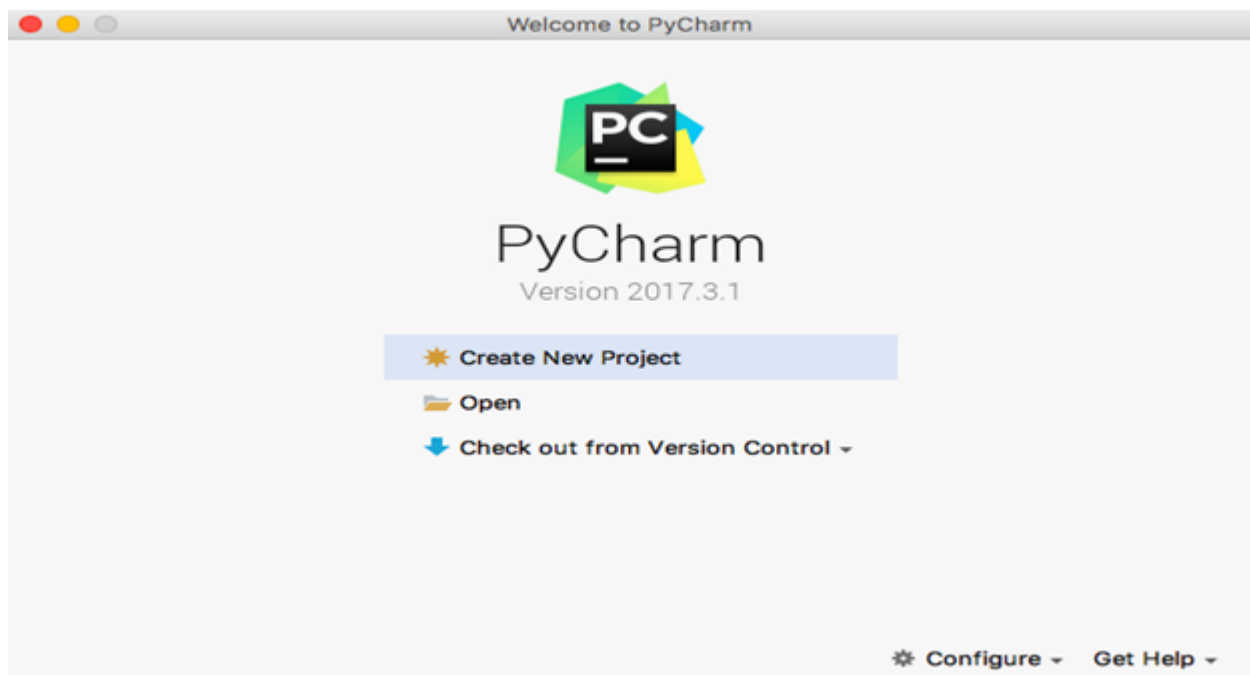 Welcome to PyCharm
PC
PyCharm
Version 2017.3.1
Create New Project
Open
Check out from Version Control
Configure
Get Help